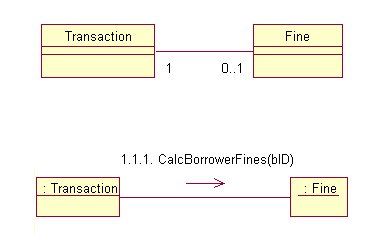 Transaction Fine
1 0..1
1.1.1. CalcBorrowerFines(bID)
: Transaction : Fine